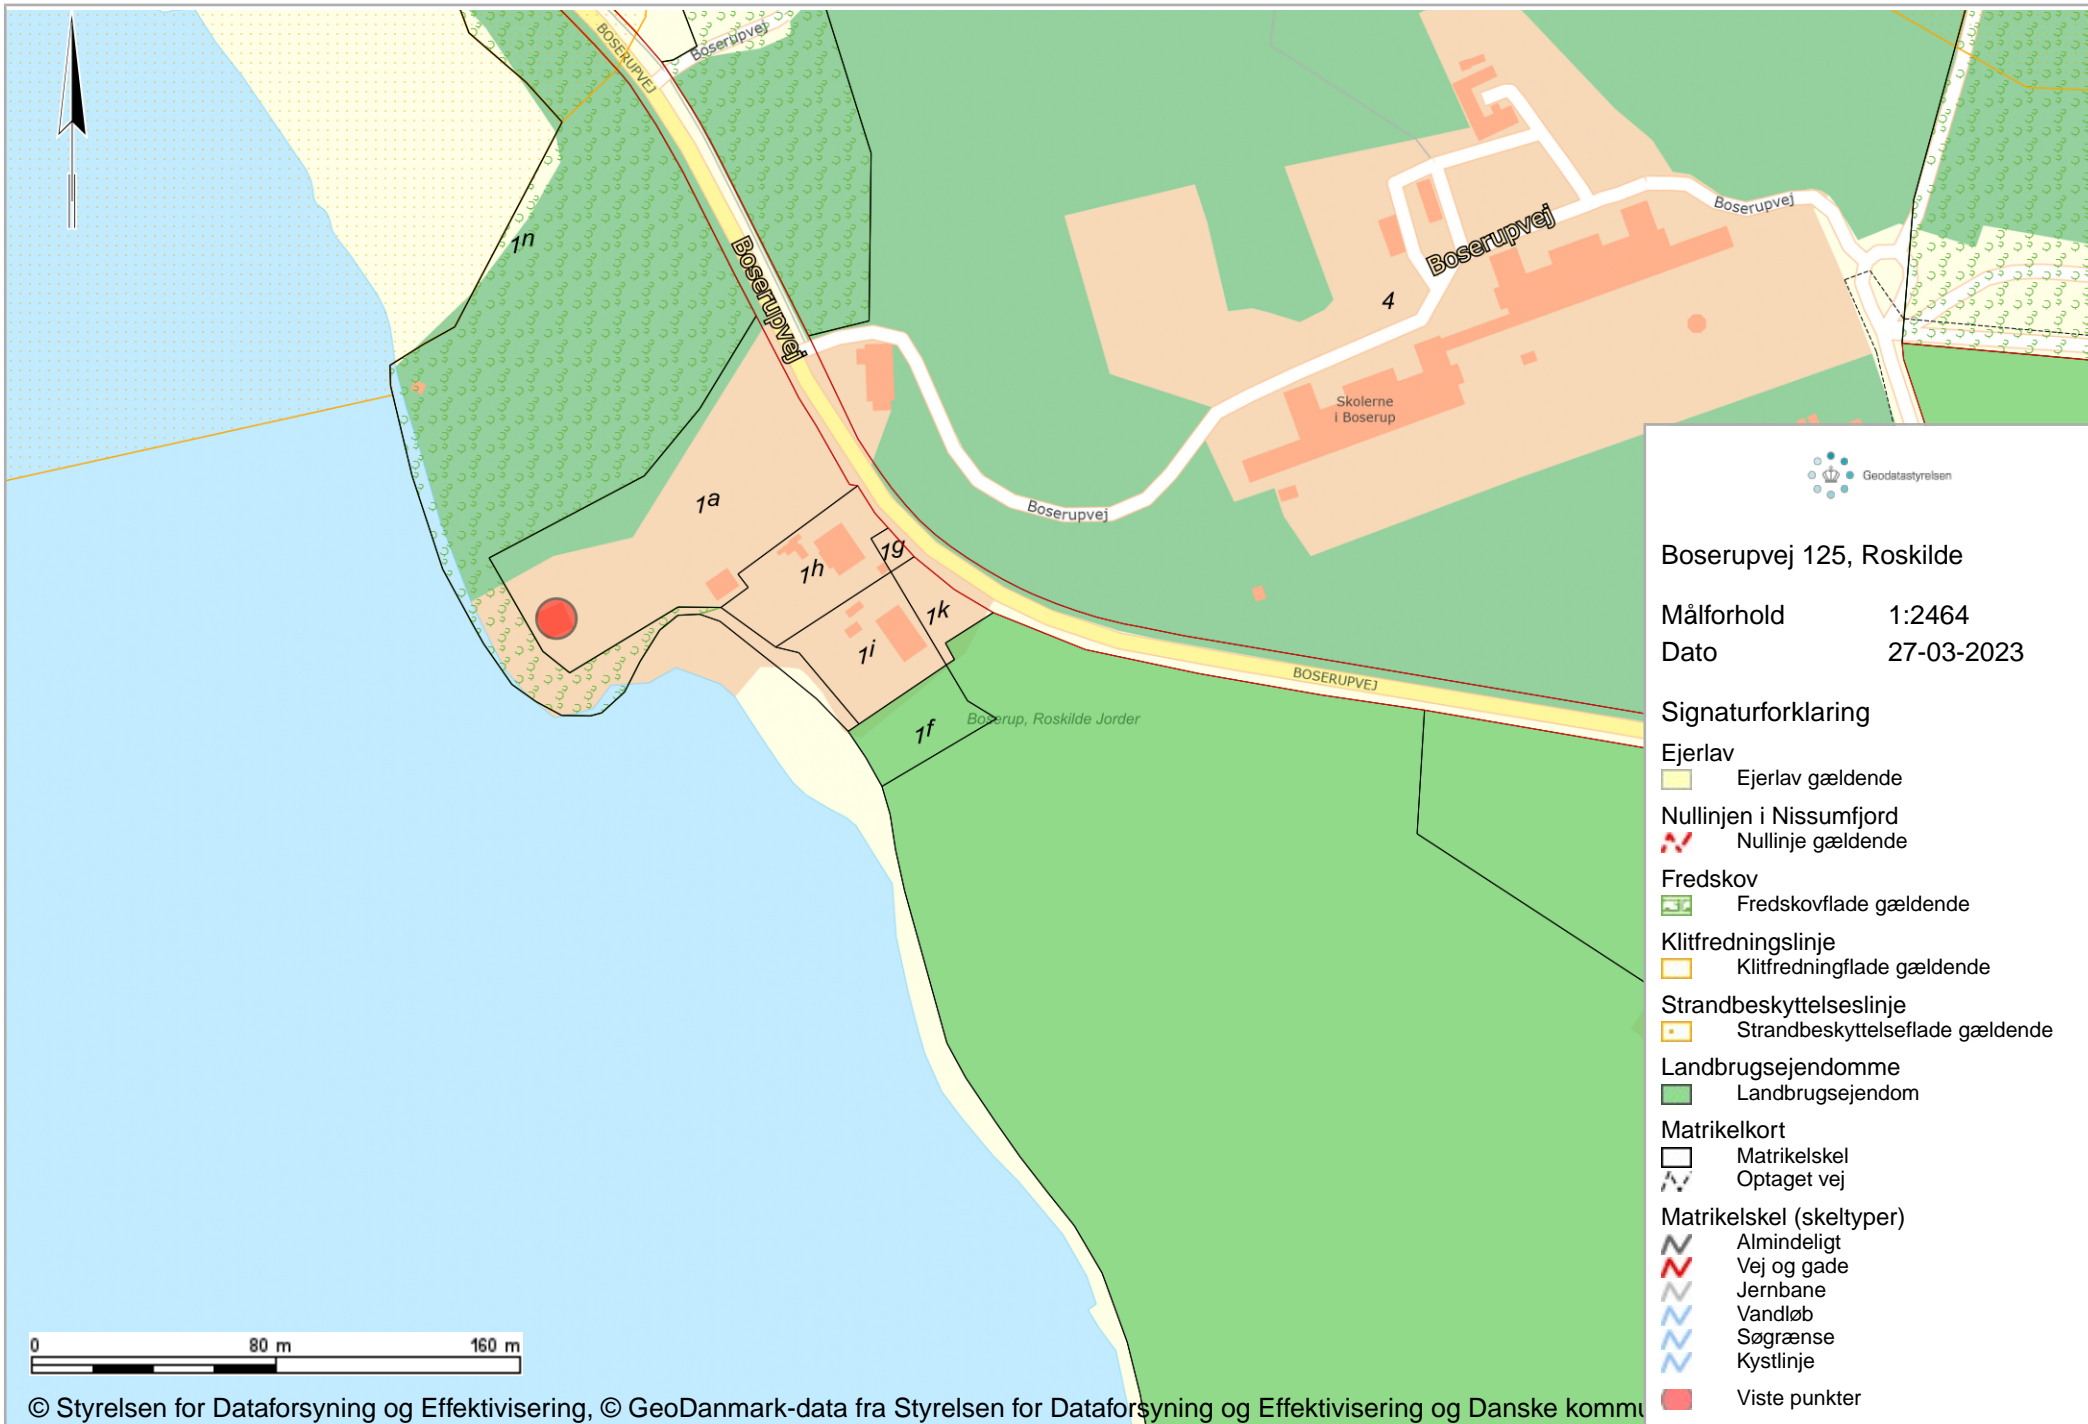 BOSERUPVEJ
Boserupvej
1n
Boserupvej
Boserupvej
Boserupvej
4
Skolerne
i Boserup
Boserupvej
1a
1g
1h
1k
1i
BOSERUPVEJ
Boserup, Roskilde Jorder
1f
Geodatastyrelsen
Boserupvej 125, Roskilde
Målforhold 1:2464
Dato 27-03-2023
Signaturforklaring
Ejerlav
Ejerlav gældende
Nullinjen i Nissumfjord
Nullinje gældende
Fredskov
Fredskovflade gældende
Klitfredningslinje
Klitfredningflade gældende
Strandbeskyttelseslinje
Strandbeskyttelseflade gældende
Landbrugsejendomme
Landbrugsejendom
Matrikelkort
Matrikelskel
Optaget vej
Matrikelskel (skeltyper)
Almindeligt
Vej og gade
Jernbane
Vandløb
Søgrænse
Kystlinje
Viste punkter
0 80 m 160 m
© Styrelsen for Dataforsyning og Effektivisering, © GeoDanmark-data fra Styrelsen for Dataforsyning og Effektivisering og Danske kommu